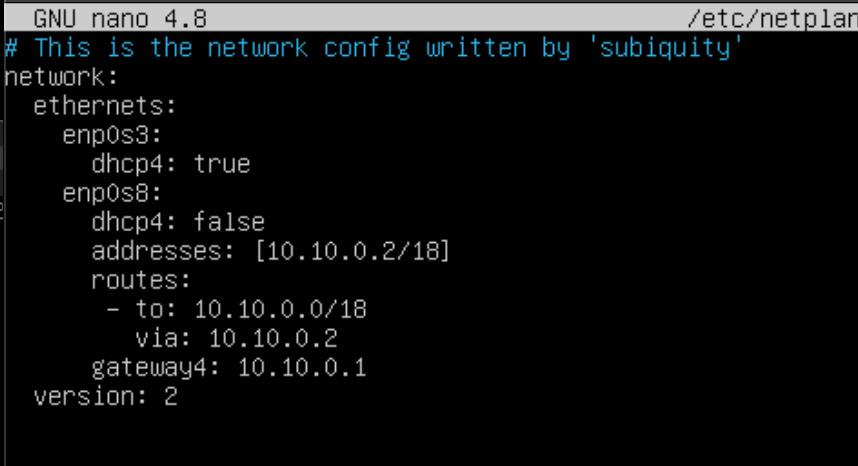 GNU nano 4.8 /etc/netplan
# This is the network config written by 'subiquity'
network:
  ethernets:
    enp0s3:
      dhcp4: true
    enp0s8:
      dhcp4: false
      addresses: [10.10.0.2/18]
      routes:
       - to: 10.10.0.0/18
         via: 10.10.0.2
      gateway4: 10.10.0.1
  version: 2